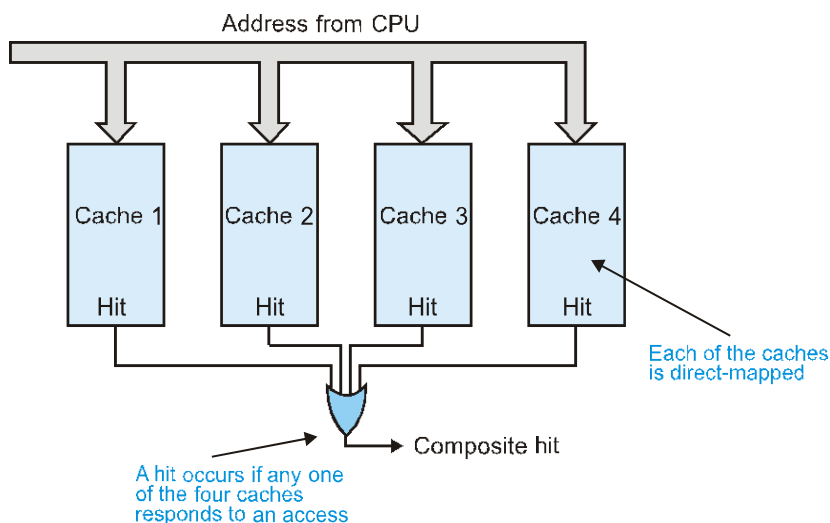 Address from CPU
Cache 1
Cache 2
Cache 3
Cache 4
Hit
Hit
Hit
Hit
Each of the caches
is direct-mapped
Composite hit
A hit occurs if any one
of the four caches
responds to an access